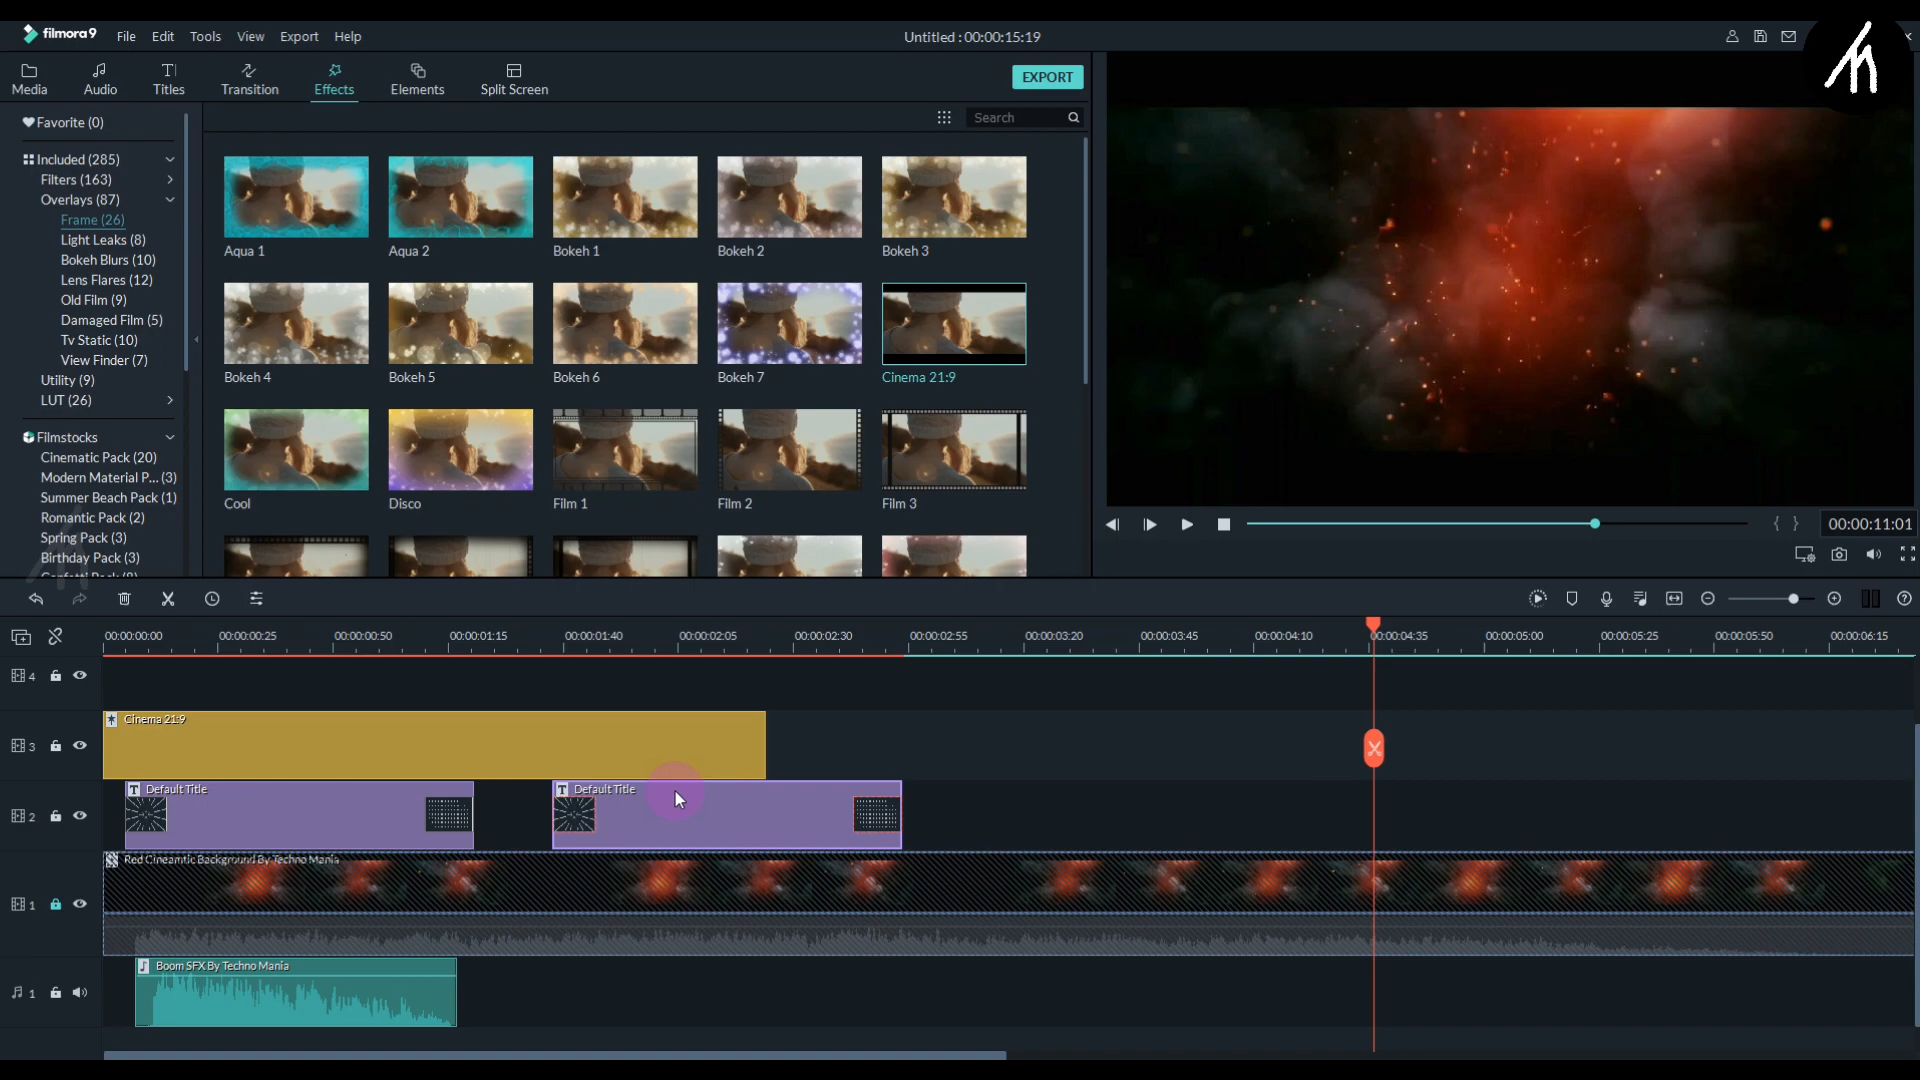 filmora9 File Edit Tools View Export Help Untitled : 00:00:15:19
Media Audio Titles Transition Effects Elements Split Screen EXPORT
Favorite (0)
Search
Included (285)
Filters (163)
Overlays (87)
Frame (26)
Light Leaks (8)
Bokeh Blurs (10)
Lens Flares (12)
Old Film (9)
Damaged Film (5)
Tv Static (10)
View Finder (7)
Utility (9)
LUT (26)
Filmstocks
Cinematic Pack (20)
Modern Material P... (3)
Summer Beach Pack (1)
Romantic Pack (2)
Spring Pack (3)
Birthday Pack (3)
Aqua 1 Aqua 2 Bokeh 1 Bokeh 2 Bokeh 3
Bokeh 4 Bokeh 5 Bokeh 6 Bokeh 7 Cinema 21:9
Cool Disco Film 1 Film 2 Film 3
00:00:11:01
00:00:00:00 00:00:00:25 00:00:00:50 00:00:01:15 00:00:01:40 00:00:02:05 00:00:02:30 00:00:02:55 00:00:03:20 00:00:03:45 00:00:04:10 00:00:04:35 00:00:05:00 00:00:05:25 00:00:05:50 00:00:06:15
4
Cinema 21:9
3
Default Title Default Title
2
Red Cineamtic Background By Techno Mania
1
Boom SFX By Techno Mania
1